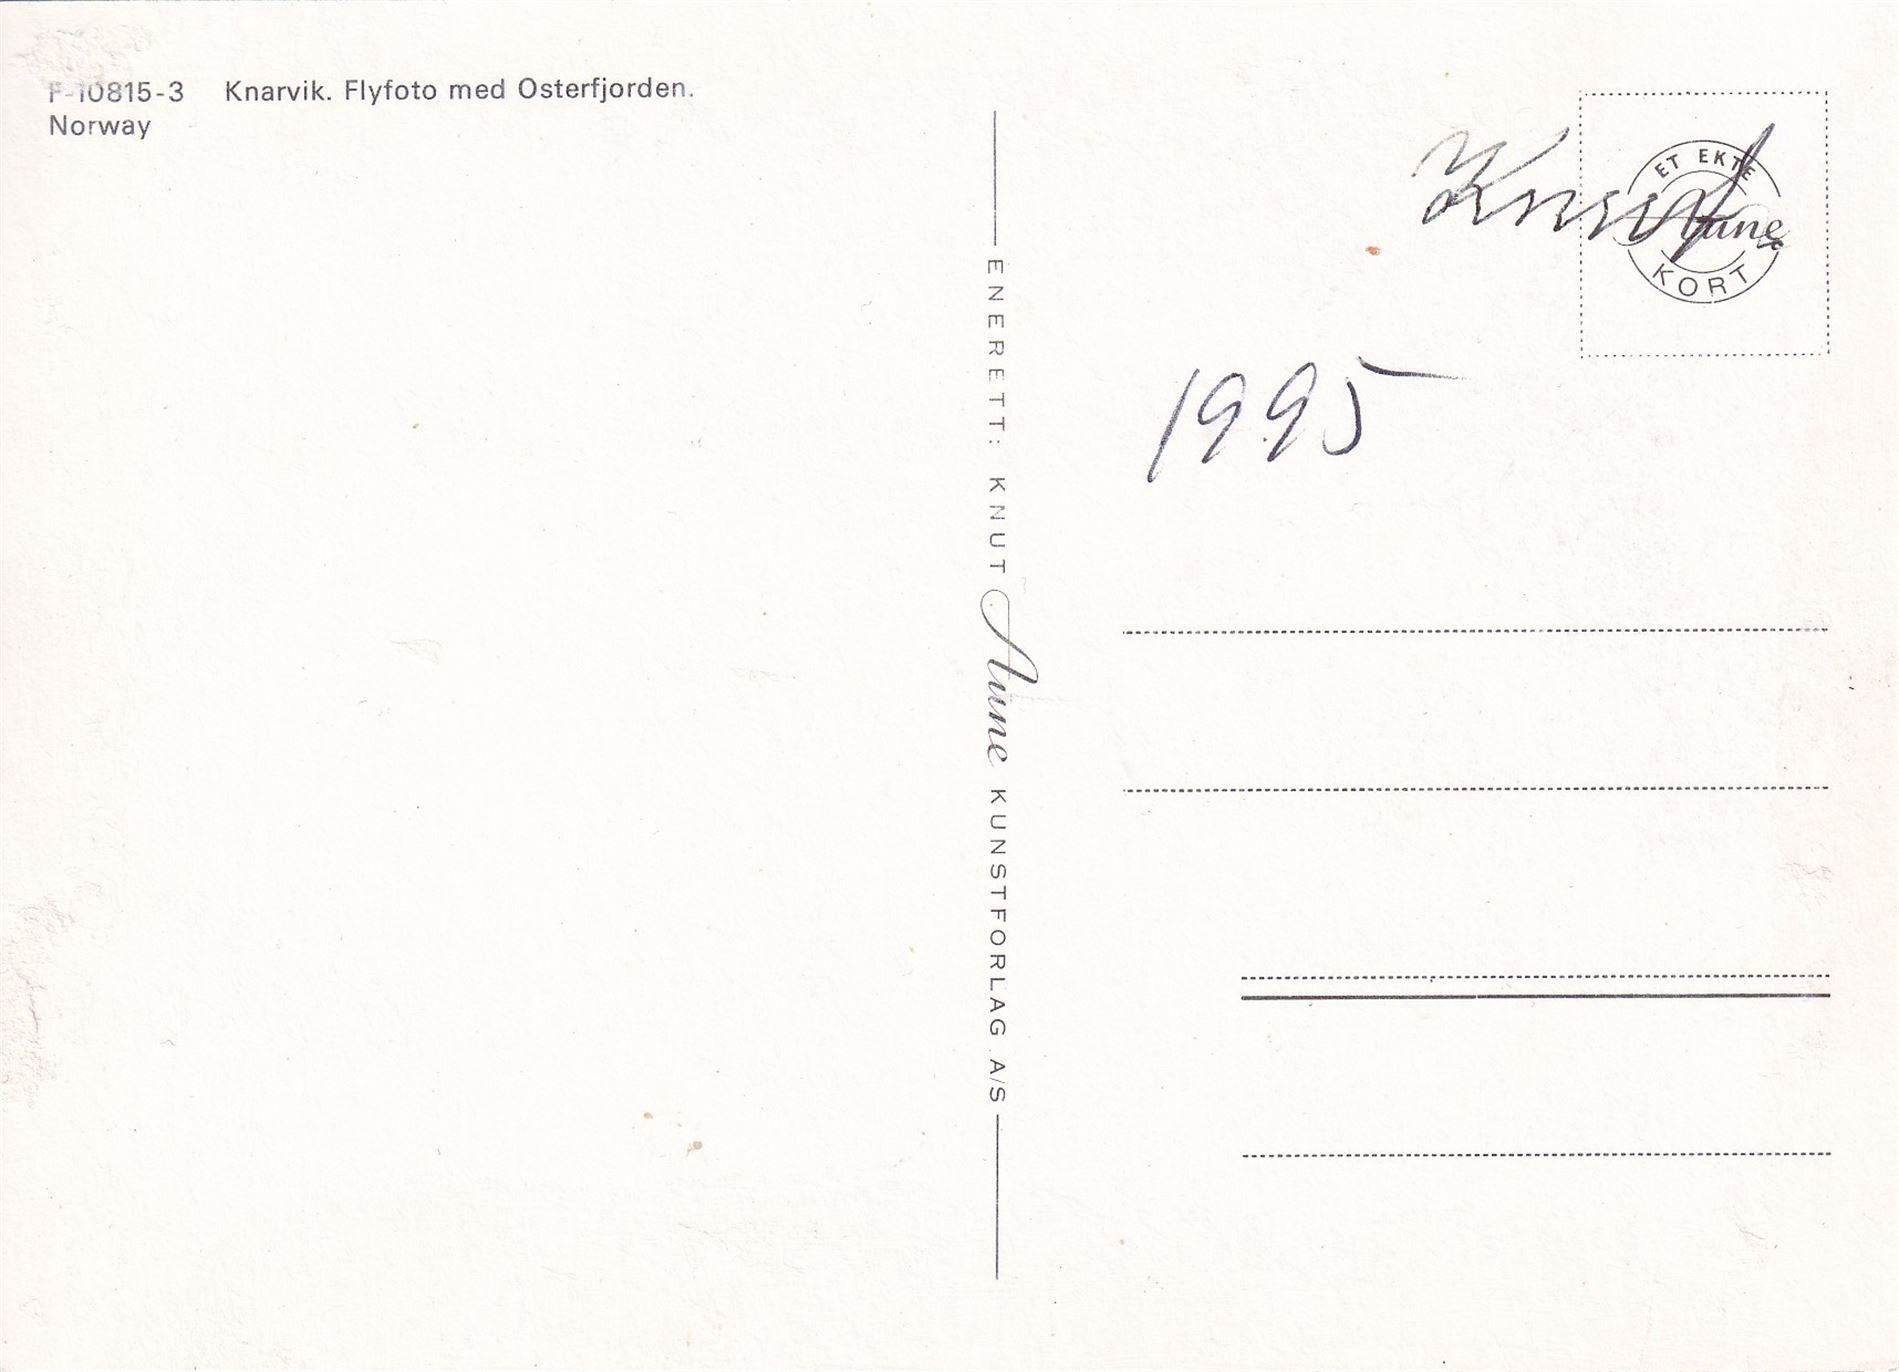 F-10815-3 Knarvik. Flyfoto med Osterfjorden.
Norway
ENERETT: KNUT Aune KUNSTFORLAG A/S
ET EKTE
Aune
KORT
1995